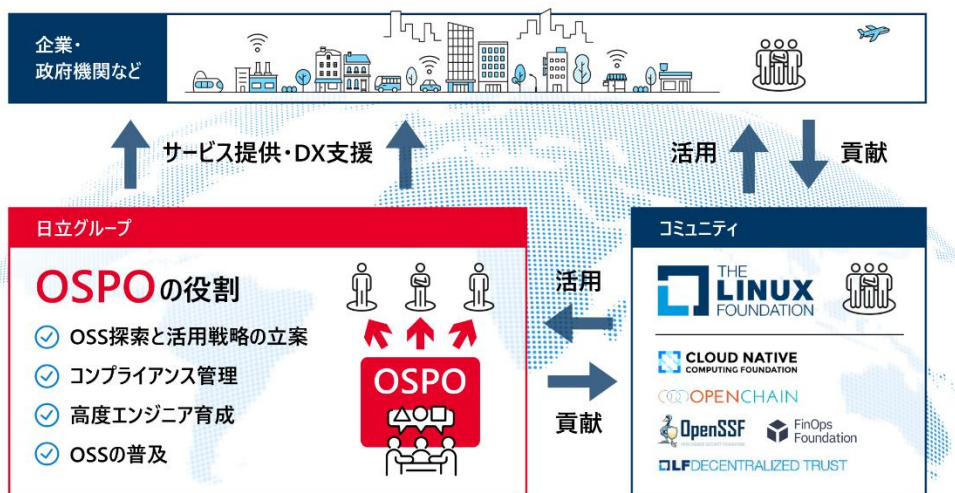 企業・
政府機関など
サービス提供・DX支援
活用
貢献
日立グループ
OSPOの役割
OSS探索と活用戦略の立案
コンプライアンス管理
高度エンジニア育成
OSSの普及
OSPO
活用
貢献
コミュニティ
THE
LINUX
FOUNDATION
CLOUD NATIVE
COMPUTING FOUNDATION
OPENCHAIN
OpenSSF
FinOps
Foundation
LFDECENTRALIZED TRUST